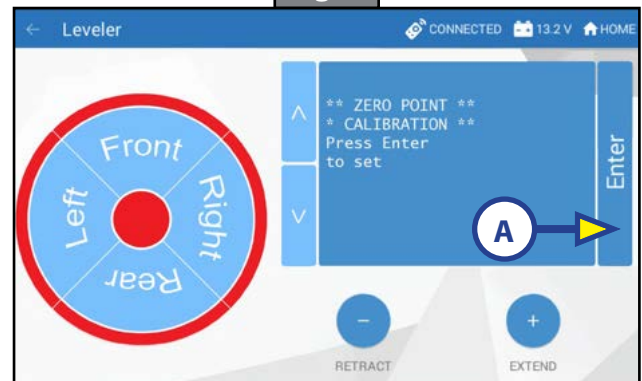 ← Leveler CONNECTED 13.2 V HOME
Front
Left
Right
Rear
∧
∨
** ZERO POINT **
* CALIBRATION **
Press Enter
to set
Enter
A
−
+
RETRACT
EXTEND